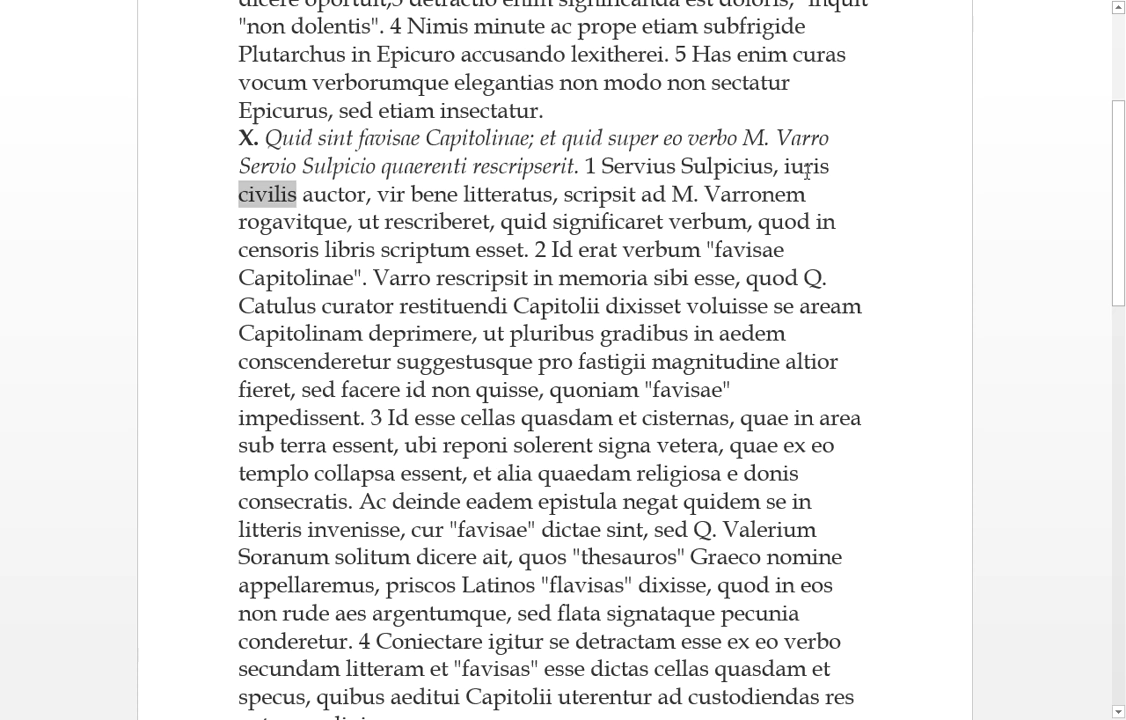 dicere oportuit,3 detractio enim significanda est doloris," inquit
"non dolentis". 4 Nimis minute ac prope etiam subfrigide
Plutarchus in Epicuro accusando lexitherei. 5 Has enim curas
vocum verborumque elegantias non modo non sectatur
Epicurus, sed etiam insectatur.
X. Quid sint favisae Capitolinae; et quid super eo verbo M. Varro
Servio Sulpicio quaerenti rescripserit. 1 Servius Sulpicius, iuris
civilis auctor, vir bene litteratus, scripsit ad M. Varronem
rogavitque, ut rescriberet, quid significaret verbum, quod in
censoris libris scriptum esset. 2 Id erat verbum "favisae
Capitolinae". Varro rescripsit in memoria sibi esse, quod Q.
Catulus curator restituendi Capitolii dixisset voluisse se aream
Capitolinam deprimere, ut pluribus gradibus in aedem
conscenderetur suggestusque pro fastigii magnitudine altior
fieret, sed facere id non quisse, quoniam "favisae"
impedissent. 3 Id esse cellas quasdam et cisternas, quae in area
sub terra essent, ubi reponi solerent signa vetera, quae ex eo
templo collapsa essent, et alia quaedam religiosa e donis
consecratis. Ac deinde eadem epistula negat quidem se in
litteris invenisse, cur "favisae" dictae sint, sed Q. Valerium
Soranum solitum dicere ait, quos "thesauros" Graeco nomine
appellaremus, priscos Latinos "flavisas" dixisse, quod in eos
non rude aes argentumque, sed flata signataque pecunia
conderetur. 4 Coniectare igitur se detractam esse ex eo verbo
secundam litteram et "favisas" esse dictas cellas quasdam et
specus, quibus aeditui Capitolii uterentur ad custodiendas res